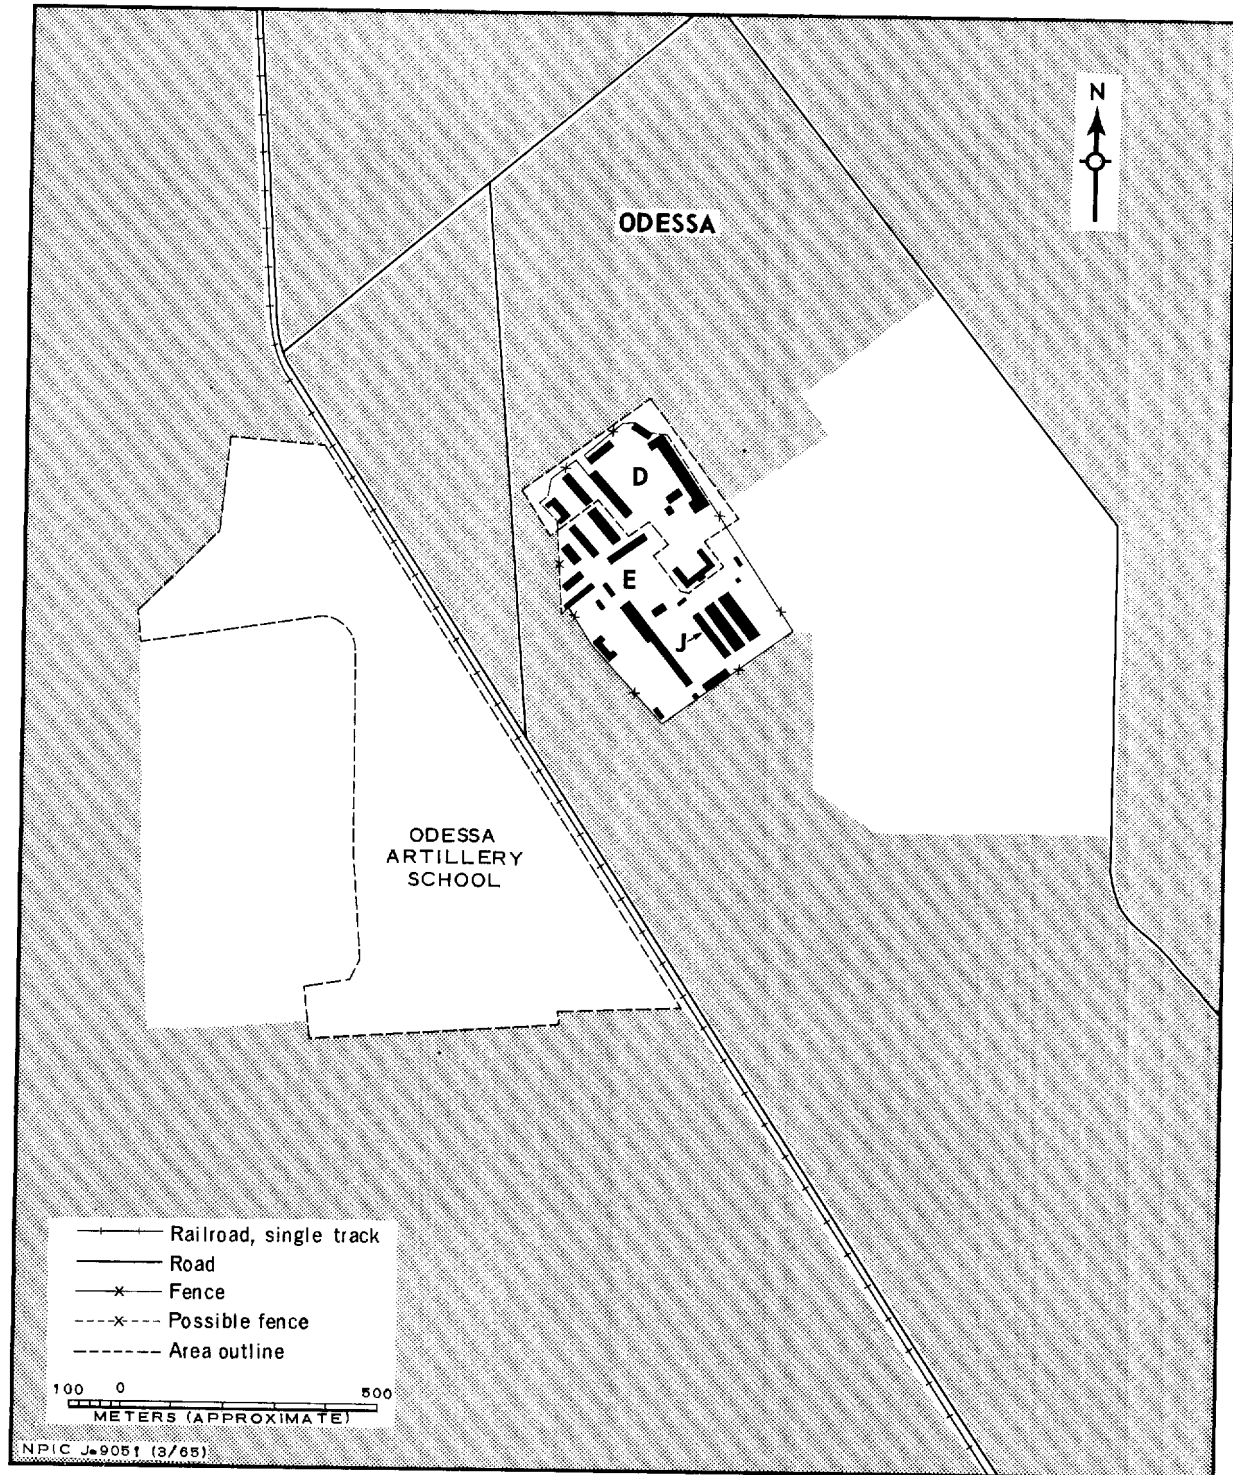 N
ODESSA
D
E
J
ODESSA
ARTILLERY
SCHOOL
Railroad, single track
Road
Fence
Possible fence
Area outline
100 0 500
METERS (APPROXIMATE)
NPIC J-9051 (3/65)